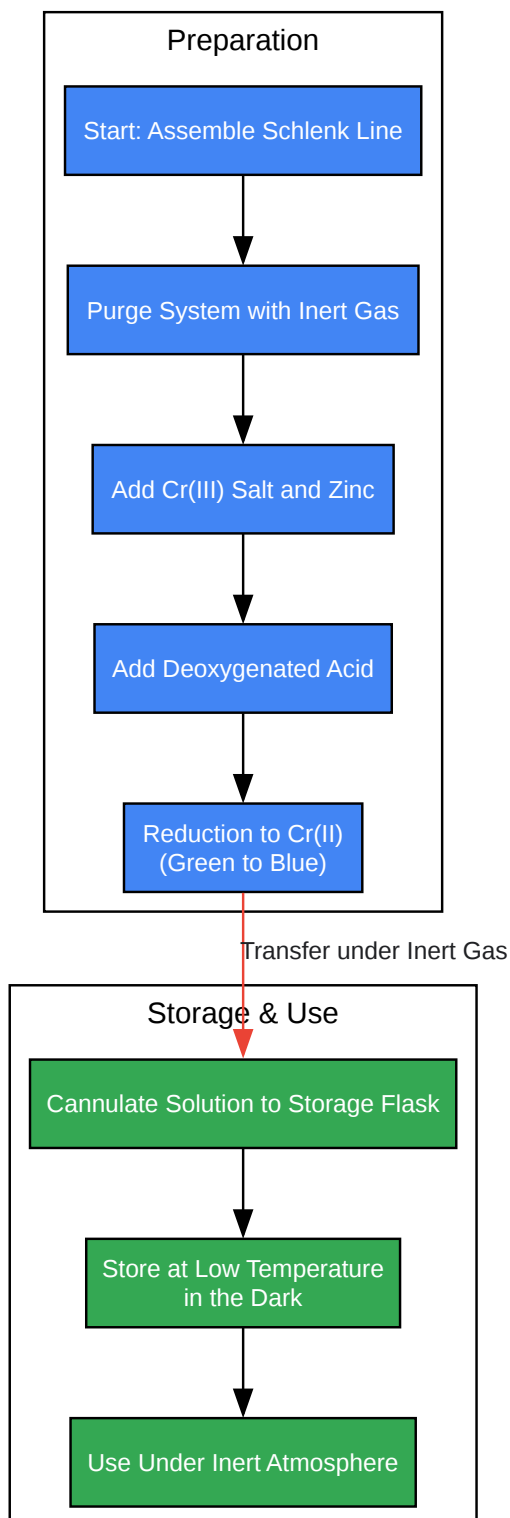 Preparation
Start: Assemble Schlenk Line
Purge System with Inert Gas
Add Cr(III) Salt and Zinc
Add Deoxygenated Acid
Reduction to Cr(II)
(Green to Blue)
Transfer under Inert Gas
Storage & Use
Cannulate Solution to Storage Flask
Store at Low Temperature
in the Dark
Use Under Inert Atmosphere